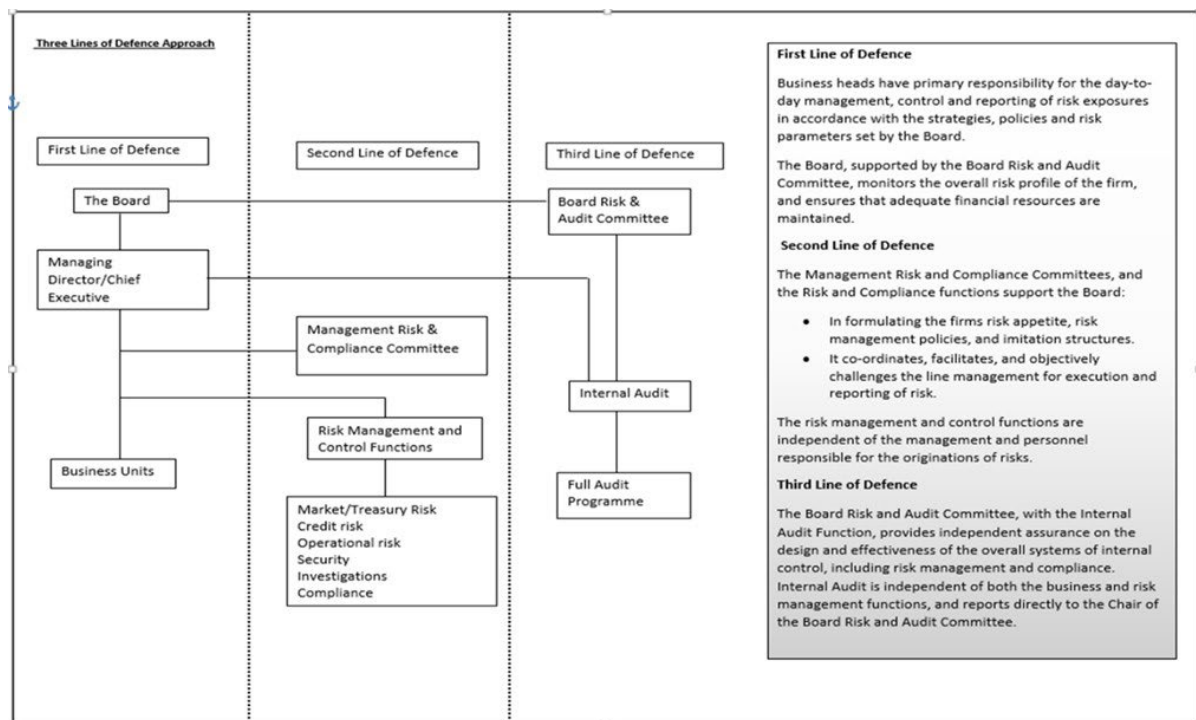 Three Lines of Defence Approach
First Line of Defence
Second Line of Defence
Third Line of Defence
The Board
Board Risk &
Audit Committee
Managing
Director/Chief
Executive
Management Risk &
Compliance Committee
Internal Audit
Risk Management and
Control Functions
Business Units
Full Audit
Programme
Market/Treasury Risk
Credit risk
Operational risk
Security
Investigations
Compliance
First Line of Defence
Business heads have primary responsibility for the day-to-
day management, control and reporting of risk exposures
in accordance with the strategies, policies and risk
parameters set by the Board.
The Board, supported by the Board Risk and Audit
Committee, monitors the overall risk profile of the firm,
and ensures that adequate financial resources are
maintained.
Second Line of Defence
The Management Risk and Compliance Committees, and
the Risk and Compliance functions support the Board:
• In formulating the firms risk appetite, risk
management policies, and imitation structures.
• It co-ordinates, facilitates, and objectively
challenges the line management for execution and
reporting of risk.
The risk management and control functions are
independent of the management and personnel
responsible for the originations of risks.
Third Line of Defence
The Board Risk and Audit Committee, with the Internal
Audit Function, provides independent assurance on the
design and effectiveness of the overall systems of internal
control, including risk management and compliance.
Internal Audit is independent of both the business and risk
management functions, and reports directly to the Chair of
the Board Risk and Audit Committee.